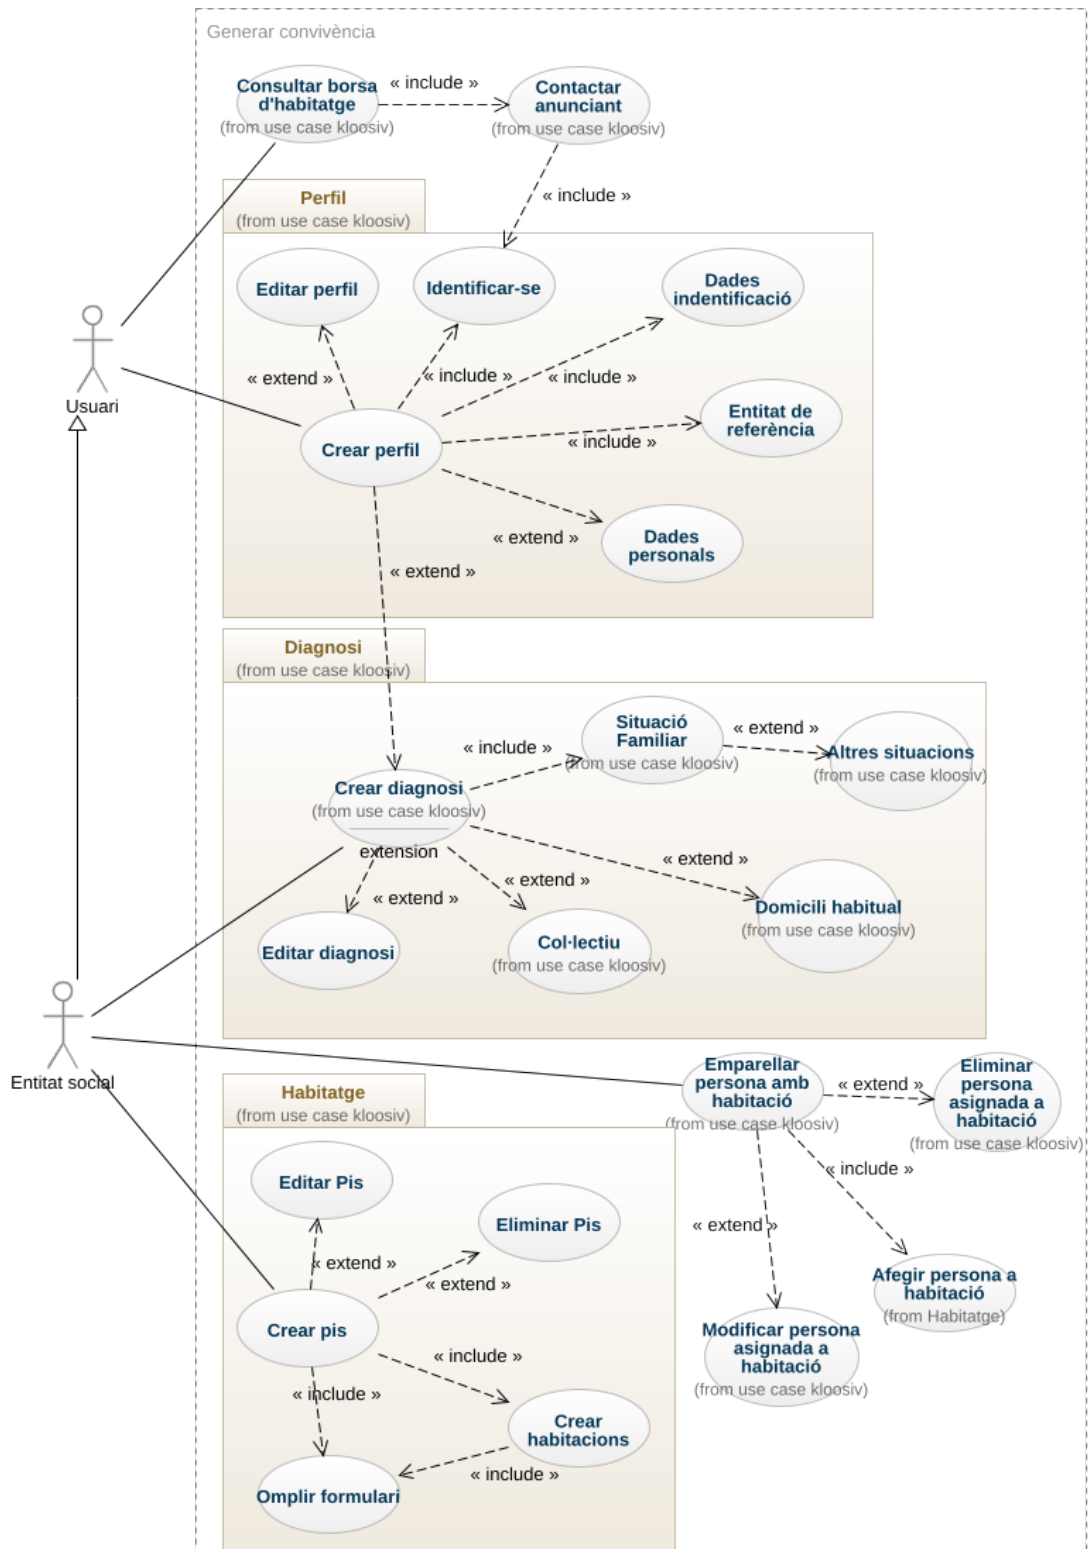 Generar convivència
Consultar borsa
d'habitatge
(from use case kloosiv)
« include »
Contactar
anunciant
(from use case kloosiv)
« include »
Perfil
(from use case kloosiv)
Editar perfil
Identificar-se
Dades
indentificació
« extend »
« include »
« include »
Usuari
Crear perfil
Entitat de
referència
« include »
« extend »
Dades
personals
« extend »
Diagnosi
(from use case kloosiv)
Situació
Familiar
(from use case kloosiv)
« include »
« extend »
Altres situacions
(from use case kloosiv)
Crear diagnosi
(from use case kloosiv)
extension
« extend »
« extend »
« extend »
Domicili habitual
(from use case kloosiv)
Editar diagnosi
Col·lectiu
(from use case kloosiv)
Entitat social
Emparellar
persona amb
habitació
(from use case kloosiv)
« extend »
Eliminar
persona
asignada a
habitació
(from use case kloosiv)
Habitatge
(from use case kloosiv)
« include »
« extend »
Editar Pis
Eliminar Pis
« extend »
« extend »
Afegir persona a
habitació
(from Habitatge)
Crear pis
Modificar persona
asignada a
habitació
(from use case kloosiv)
« include »
« include »
Crear
habitacions
« include »
Omplir formulari